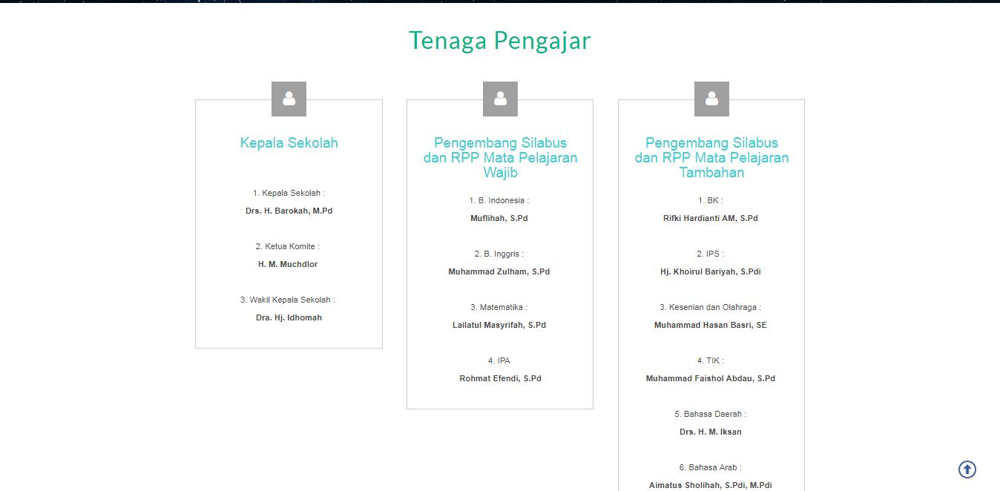 Tenaga Pengajar
Kepala Sekolah
1. Kepala Sekolah :
Drs. H. Barokah, M.Pd
2. Ketua Komite :
H. M. Muchdlor
3. Wakil Kepala Sekolah :
Dra. Hj. Idhomah
Pengembang Silabus
dan RPP Mata Pelajaran
Wajib
1. B. Indonesia :
Muflihah, S.Pd
2. B. Inggris :
Muhammad Zulham, S.Pd
3. Matematika :
Lailatul Masyrifah, S.Pd
4. IPA
Rohmat Efendi, S.Pd
Pengembang Silabus
dan RPP Mata Pelajaran
Tambahan
1. BK :
Rifki Hardianti AM, S.Pd
2. IPS :
Hj. Khoirul Bariyah, S.Pdi
3. Kesenian dan Olahraga :
Muhammad Hasan Basri, SE
4. TIK :
Muhammad Faishol Abdau, S.Pd
5. Bahasa Daerah :
Drs. H. M. Iksan
6. Bahasa Arab :
Aimatus Sholihah, S.Pdi, M.Pdi